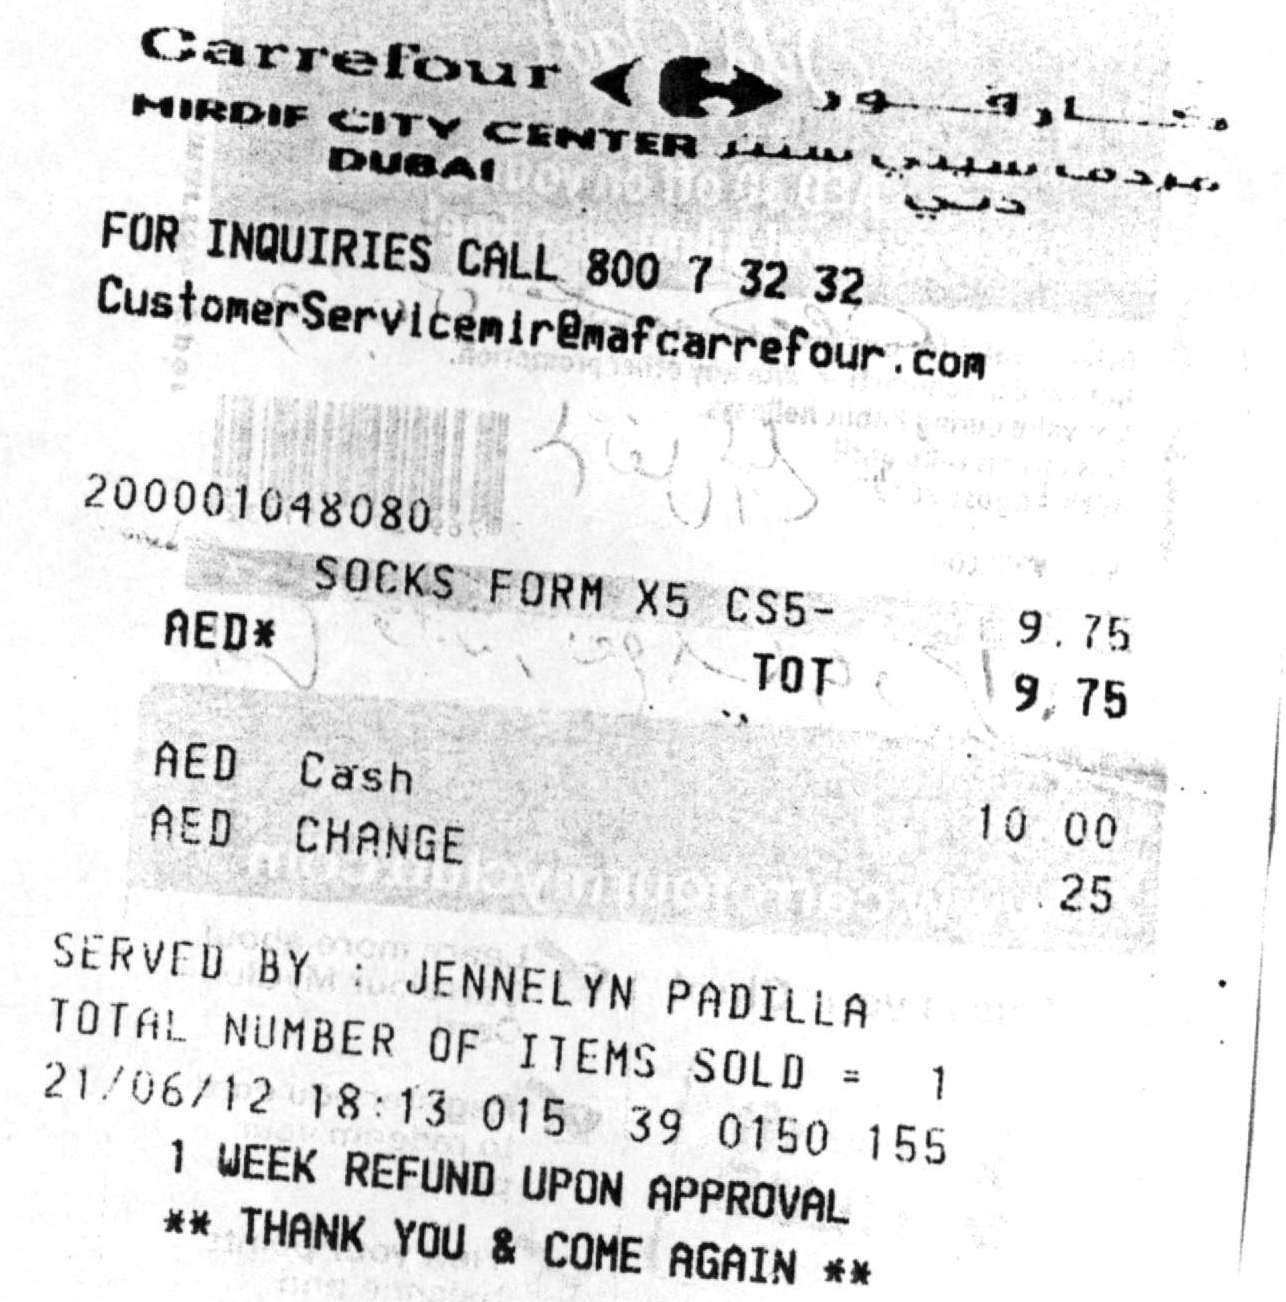 Carrefour كارفور
MIRDIF CITY CENTER مردف سيتي سنتر
DUBAI دبي
FOR INQUIRIES CALL 800 7 32 32
CustomerServicemir@mafcarrefour.com
200001048080
SOCKS FORM X5 CS5- 9.75
AED* TOT 9.75
AED Cash 10 00
AED CHANGE .25
SERVED BY : JENNELYN PADILLA
TOTAL NUMBER OF ITEMS SOLD = 1
21/06/12 18:13 015 39 0150 155
1 WEEK REFUND UPON APPROVAL
** THANK YOU & COME AGAIN **